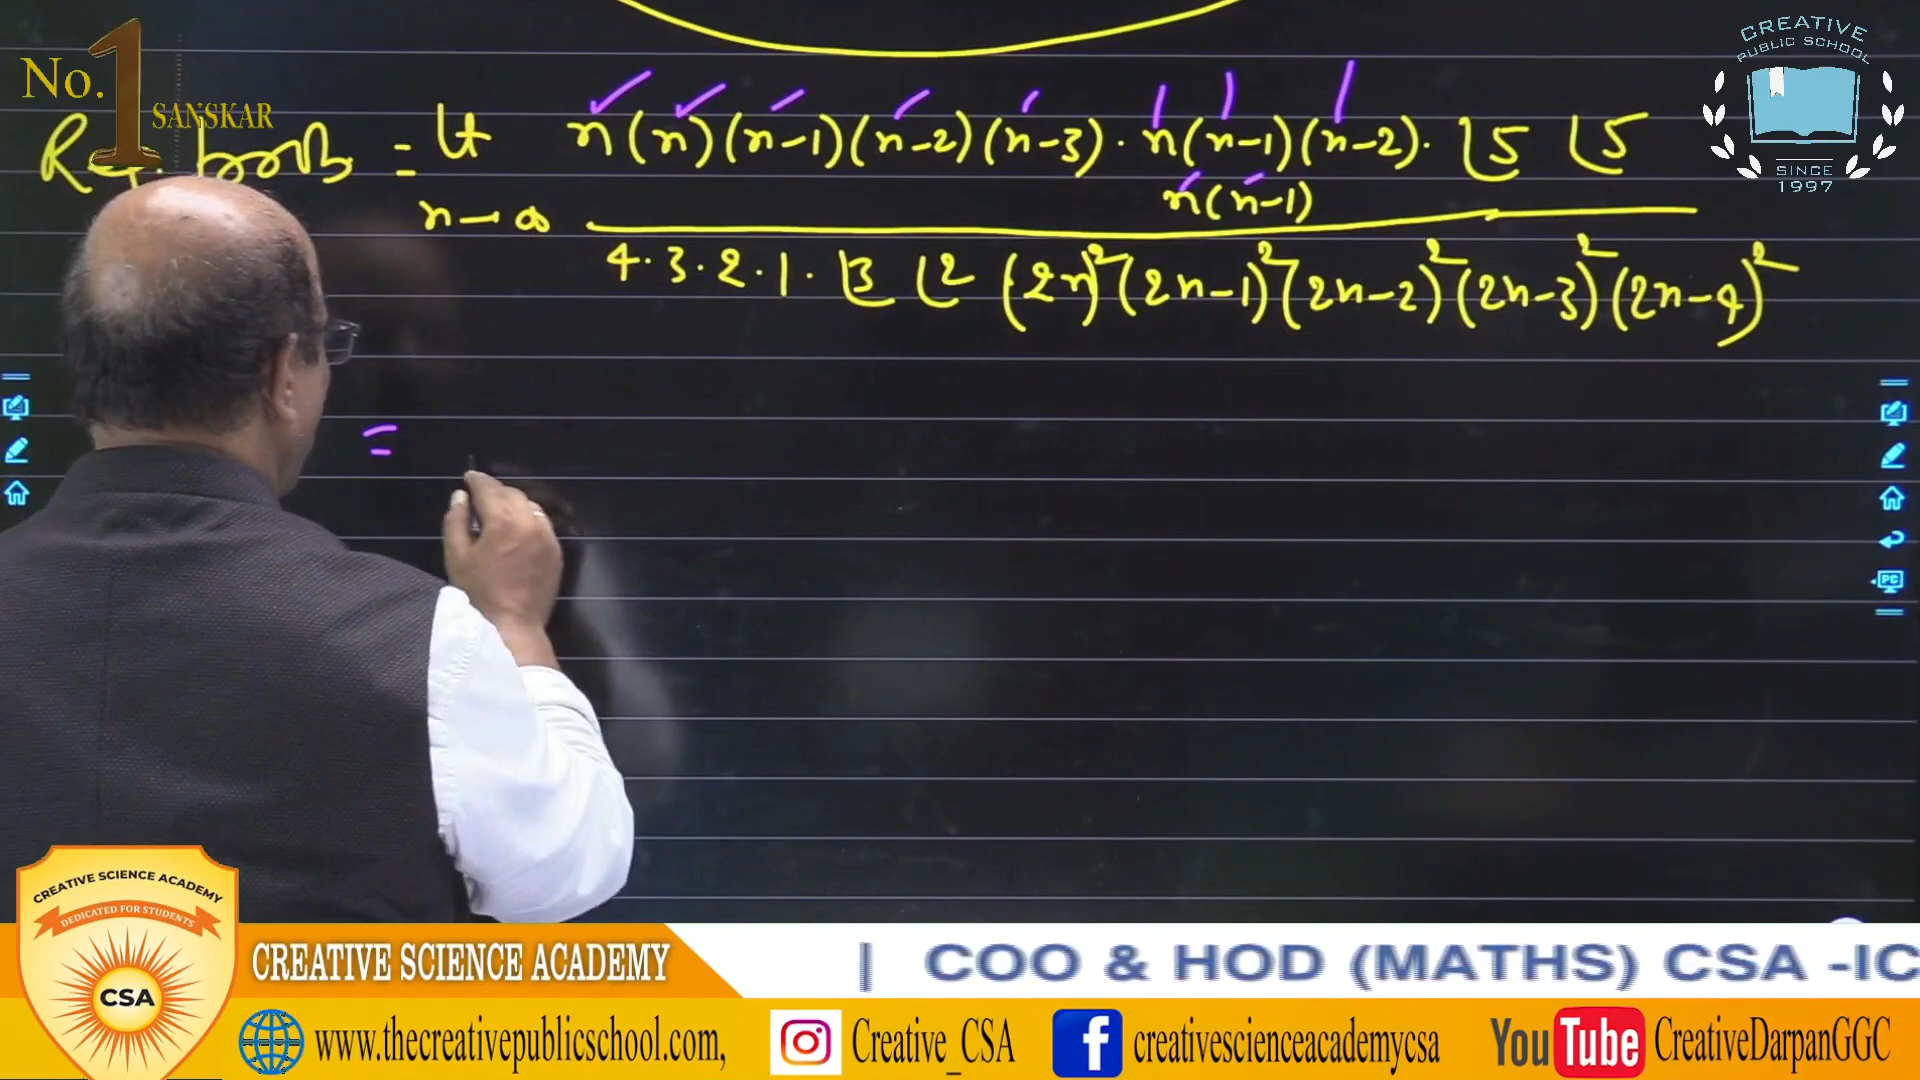 No.1 SANSKAR
CREATIVE
PUBLIC SCHOOL
SINCE
1997
Req. prob = lt n(n)(n-1)(n-2)(n-3) · n(n-1)(n-2) · ⌊5 ⌊5
n→∞ n(n-1)
4·3·2·1· ⌊3 ⌊2 (2n)²(2n-1)²(2n-2)²(2n-3)²(2n-4)²
=
PC
PC
CREATIVE SCIENCE ACADEMY
DEDICATED FOR STUDENTS
CSA
CREATIVE SCIENCE ACADEMY
| COO & HOD (MATHS) CSA -IC
www.thecreativepublicschool.com, Creative_CSA creativescienceacademycsa YouTube CreativeDarpanGGC